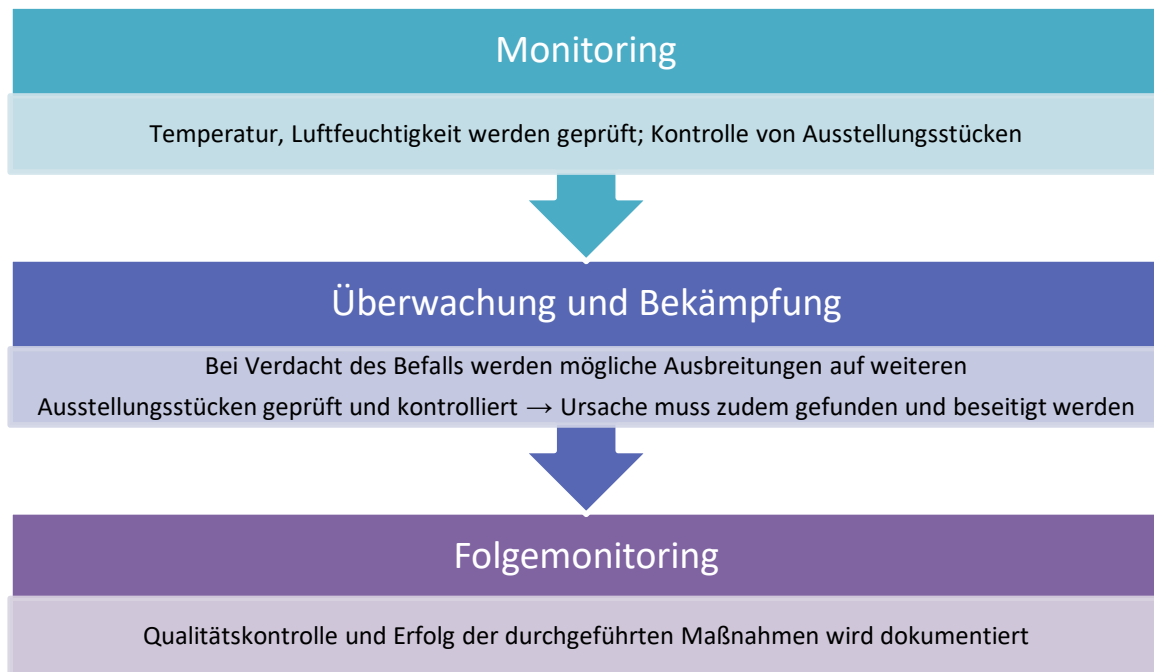 Monitoring
Temperatur, Luftfeuchtigkeit werden geprüft; Kontrolle von Ausstellungsstücken
Überwachung und Bekämpfung
Bei Verdacht des Befalls werden mögliche Ausbreitungen auf weiteren
Ausstellungsstücken geprüft und kontrolliert → Ursache muss zudem gefunden und beseitigt werden
Folgemonitoring
Qualitätskontrolle und Erfolg der durchgeführten Maßnahmen wird dokumentiert